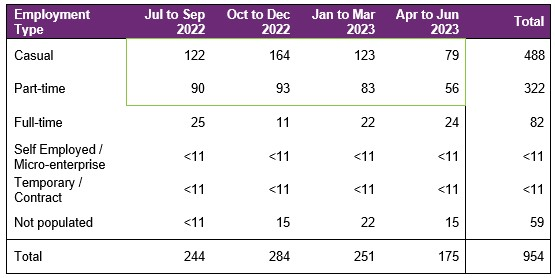 Employment Type Jul to Sep 2022 Oct to Dec 2022 Jan to Mar 2023 Apr to Jun 2023 Total
Casual 122 164 123 79 488
Part-time 90 93 83 56 322
Full-time 25 11 22 24 82
Self Employed / Micro-enterprise <11 <11 <11 <11 <11
Temporary / Contract <11 <11 <11 <11 <11
Not populated <11 15 22 15 59
Total 244 284 251 175 954